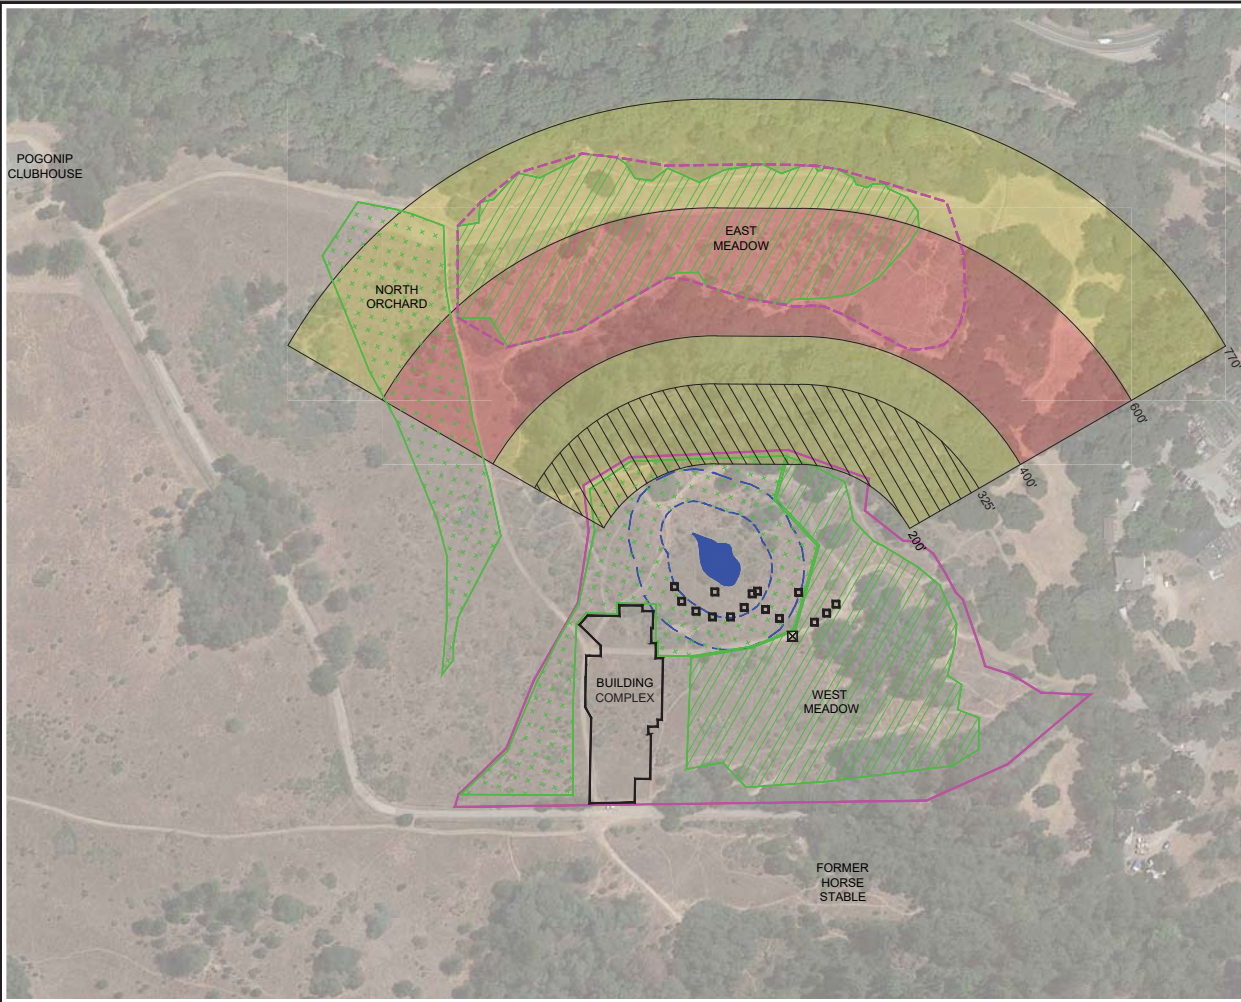 POGONIP
CLUBHOUSE
EAST
MEADOW
NORTH
ORCHARD
770'
600'
400'
325'
200'
BUILDING
COMPLEX
WEST
MEADOW
FORMER
HORSE
STABLE